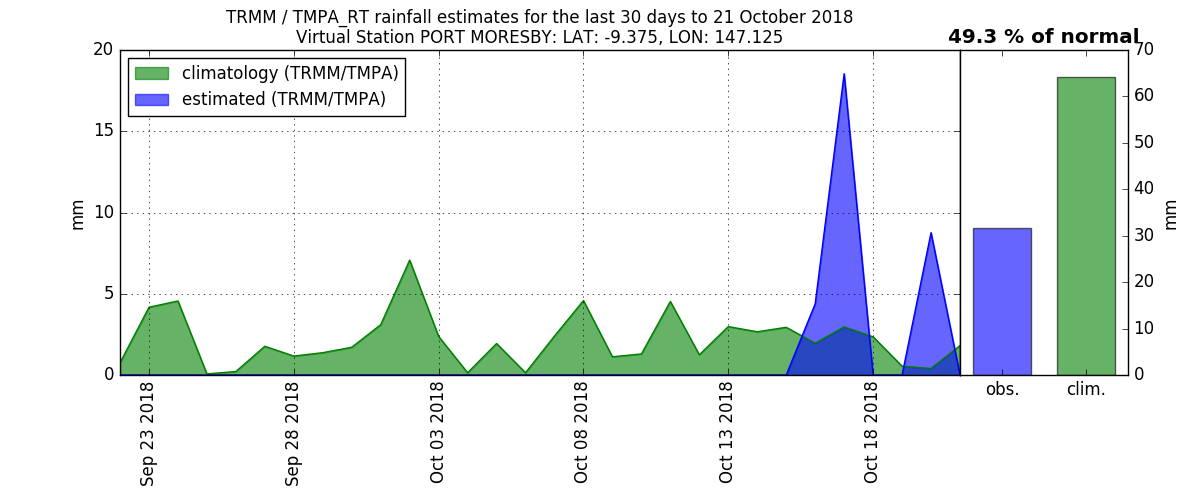 TRMM / TMPA_RT rainfall estimates for the last 30 days to 21 October 2018
Virtual Station PORT MORESBY: LAT: -9.375, LON: 147.125
49.3 % of normal
climatology (TRMM/TMPA)
estimated (TRMM/TMPA)
20
15
10
5
0
mm
70
60
50
40
30
20
10
0
mm
Sep 23 2018
Sep 28 2018
Oct 03 2018
Oct 08 2018
Oct 13 2018
Oct 18 2018
obs.
clim.